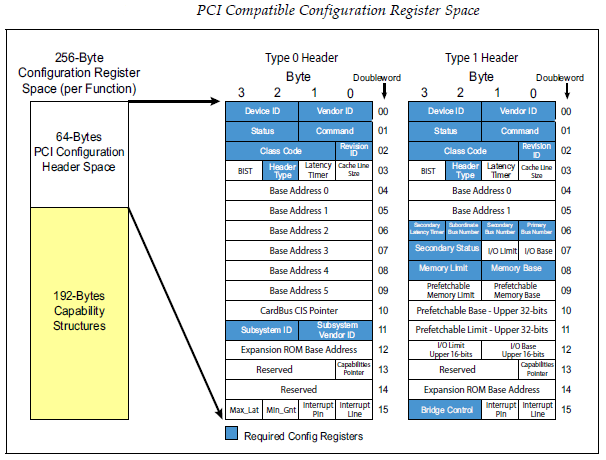 PCI Compatible Configuration Register Space
256-Byte
Configuration Register
Space (per Function)
64-Bytes
PCI Configuration
Header Space
192-Bytes
Capability
Structures
Type 0 Header
Byte
Doubleword
3 2 1 0
Device ID Vendor ID 00
Status Command 01
Class Code Revision ID 02
BIST Header Type Latency Timer Cache Line Size 03
Base Address 0 04
Base Address 1 05
Base Address 2 06
Base Address 3 07
Base Address 4 08
Base Address 5 09
CardBus CIS Pointer 10
Subsystem ID Subsystem Vendor ID 11
Expansion ROM Base Address 12
Reserved Capabilities Pointer 13
Reserved 14
Max_Lat Min_Gnt Interrupt Pin Interrupt Line 15
Required Config Registers
Type 1 Header
Byte
Doubleword
3 2 1 0
Device ID Vendor ID 00
Status Command 01
Class Code Revision ID 02
BIST Header Type Latency Timer Cache Line Size 03
Base Address 0 04
Base Address 1 05
Secondary Latency Timer Subordinate Bus Number Secondary Bus Number Primary Bus Number 06
Secondary Status I/O Limit I/O Base 07
Memory Limit Memory Base 08
Prefetchable Memory Limit Prefetchable Memory Base 09
Prefetchable Base - Upper 32-bits 10
Prefetchable Limit - Upper 32-bits 11
I/O Limit Upper 16-bits I/O Base Upper 16-bits 12
Reserved Capabilities Pointer 13
Expansion ROM Base Address 14
Bridge Control Interrupt Pin Interrupt Line 15